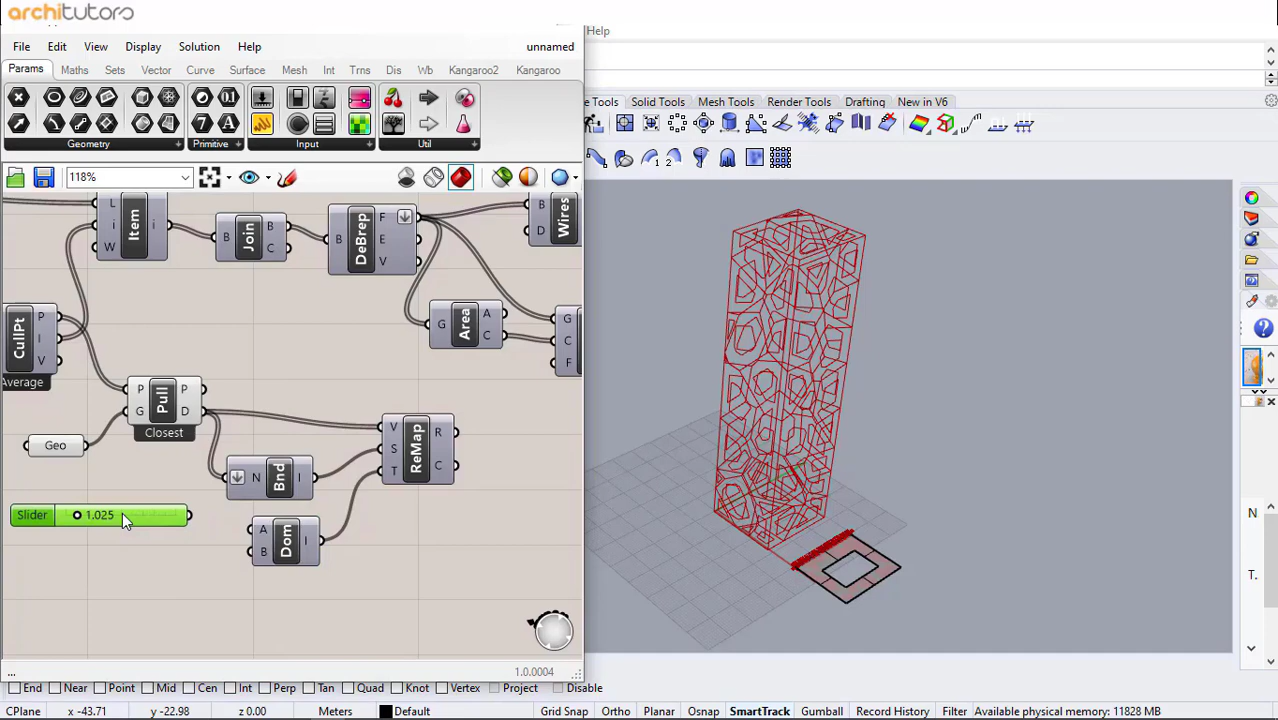 architutors
File Edit View Display Solution Help unnamed
Help
Params Maths Sets Vector Curve Surface Mesh Int Trns Dis Wb Kangaroo2 Kangaroo
e Tools Solid Tools Mesh Tools Render Tools Drafting New in V6
Geometry Primitive Input Util
118%
L i W Item i
B Join B C
B DeBrep F E V
B D Wires
CullPt P I V
Average
G Area A C
G C F
P G Pull P D
Closest
Geo
V S T ReMap R C
N Bnd I
Slider 1.025
A B Dom I
N
T.
... 1.0.0004
End Near Point Mid Cen Int Perp Tan Quad Knot Vertex Project Disable
CPlane x -43.71 y -22.98 z 0.00 Meters Default Grid Snap Ortho Planar Osnap SmartTrack Gumball Record History Filter Available physical memory: 11828 MB